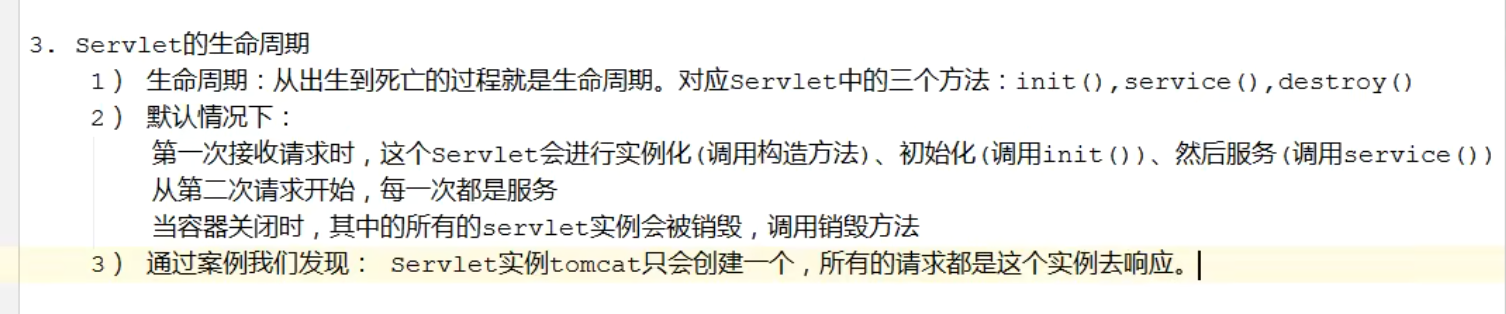 3. Servlet的生命周期
1） 生命周期：从出生到死亡的过程就是生命周期。对应Servlet中的三个方法：init(),service(),destroy()
2） 默认情况下：
第一次接收请求时，这个Servlet会进行实例化(调用构造方法)、初始化(调用init())、然后服务(调用service())
从第二次请求开始，每一次都是服务
当容器关闭时，其中的所有的servlet实例会被销毁，调用销毁方法
3） 通过案例我们发现： Servlet实例tomcat只会创建一个，所有的请求都是这个实例去响应。